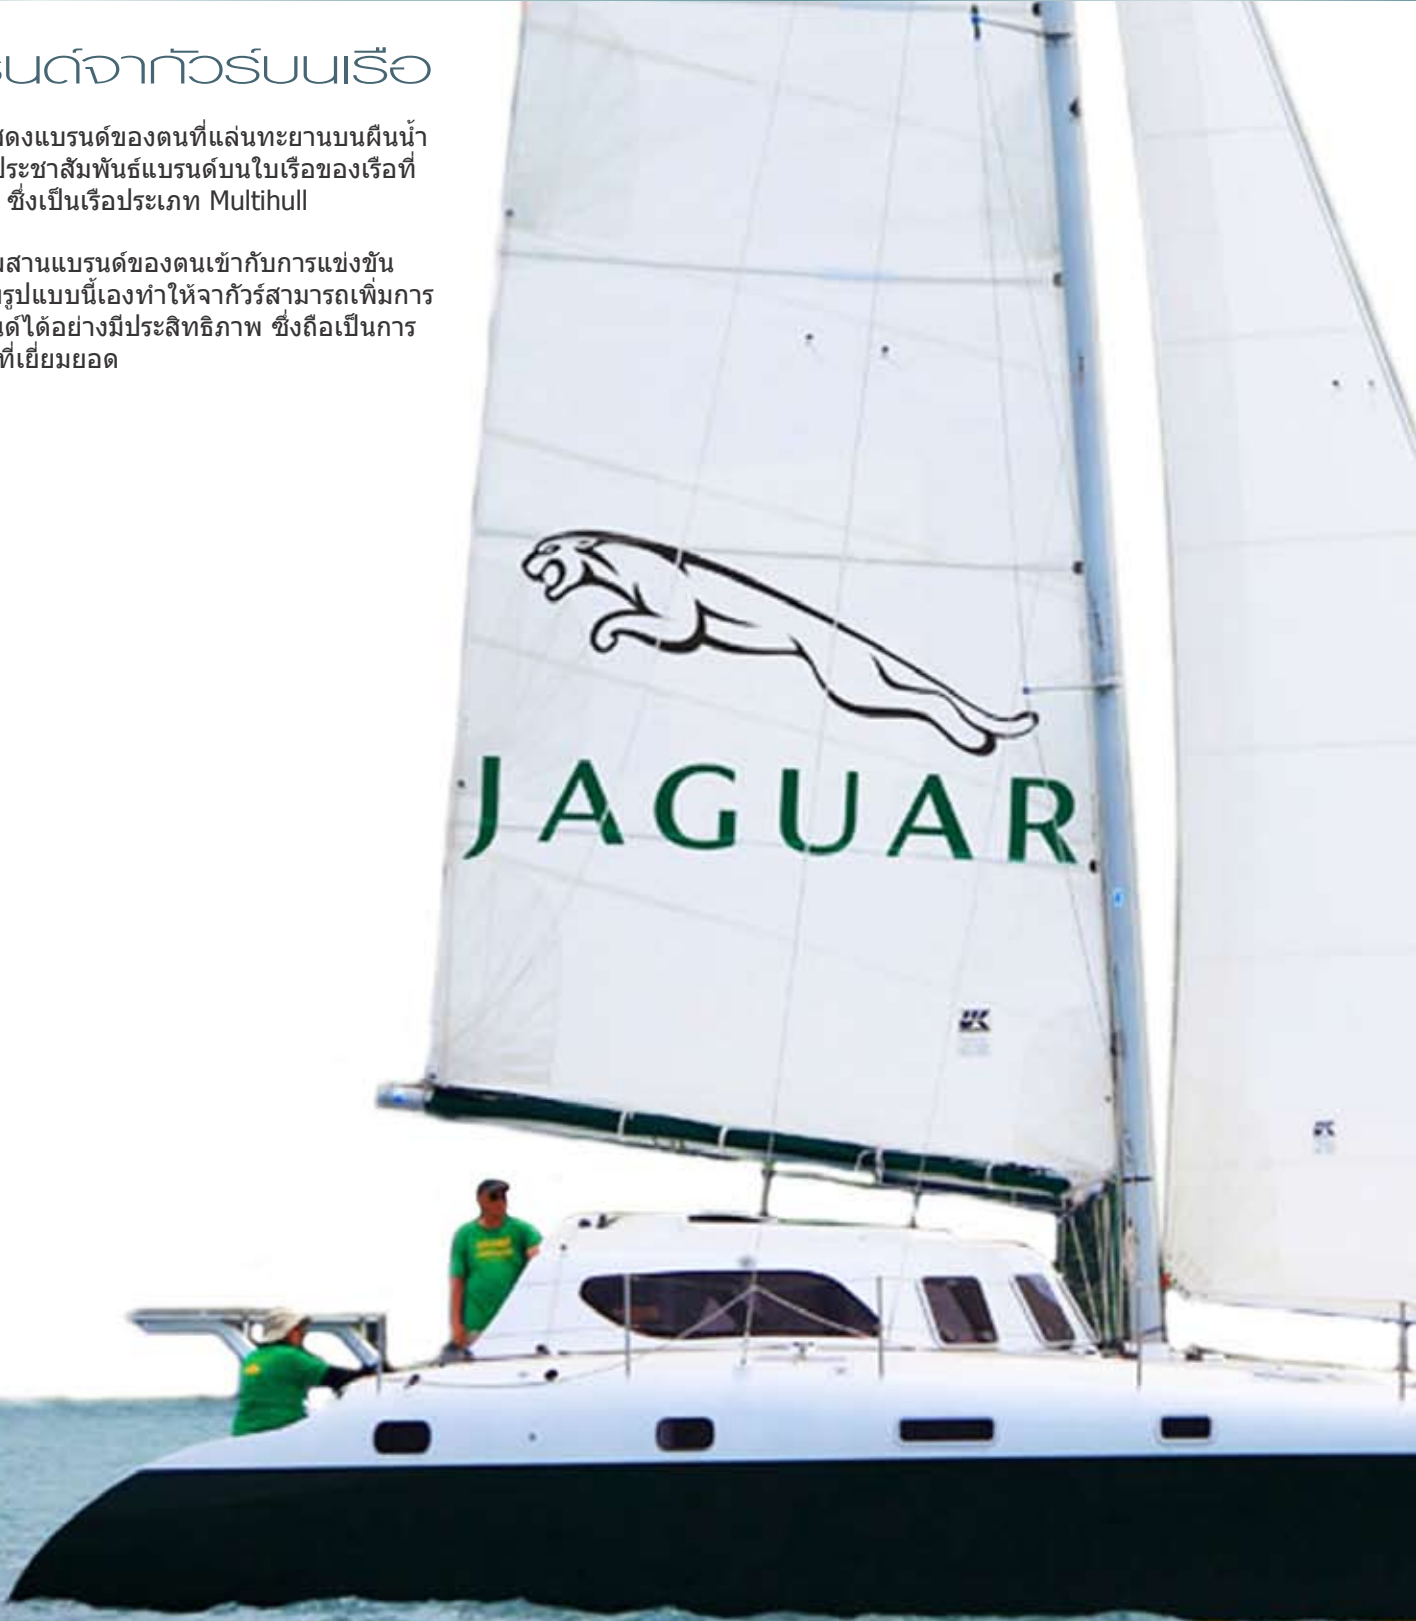 รนด์จากัวร์บนเรือ
สดงแบรนด์ของตนที่แล่นทะยานบนผืนน้ำ
ประชาสัมพันธ์แบรนด์บนใบเรือของเรือที่
ซึ่งเป็นเรือประเภท Multihull
มสานแบรนด์ของตนเข้ากับการแข่งขัน
มรูปแบบนี้เองทำให้จากัวร์สามารถเพิ่มการ
นด์ได้อย่างมีประสิทธิภาพ ซึ่งถือเป็นการ
ที่เยี่ยมยอด
JAGUAR
UK
UK